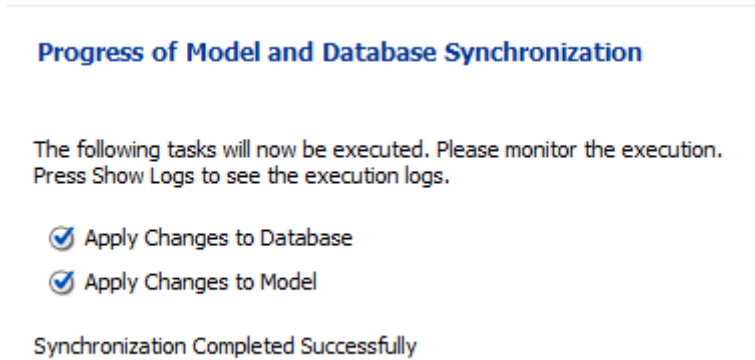 Progress of Model and Database Synchronization
The following tasks will now be executed. Please monitor the execution.
Press Show Logs to see the execution logs.
Apply Changes to Database
Apply Changes to Model
Synchronization Completed Successfully